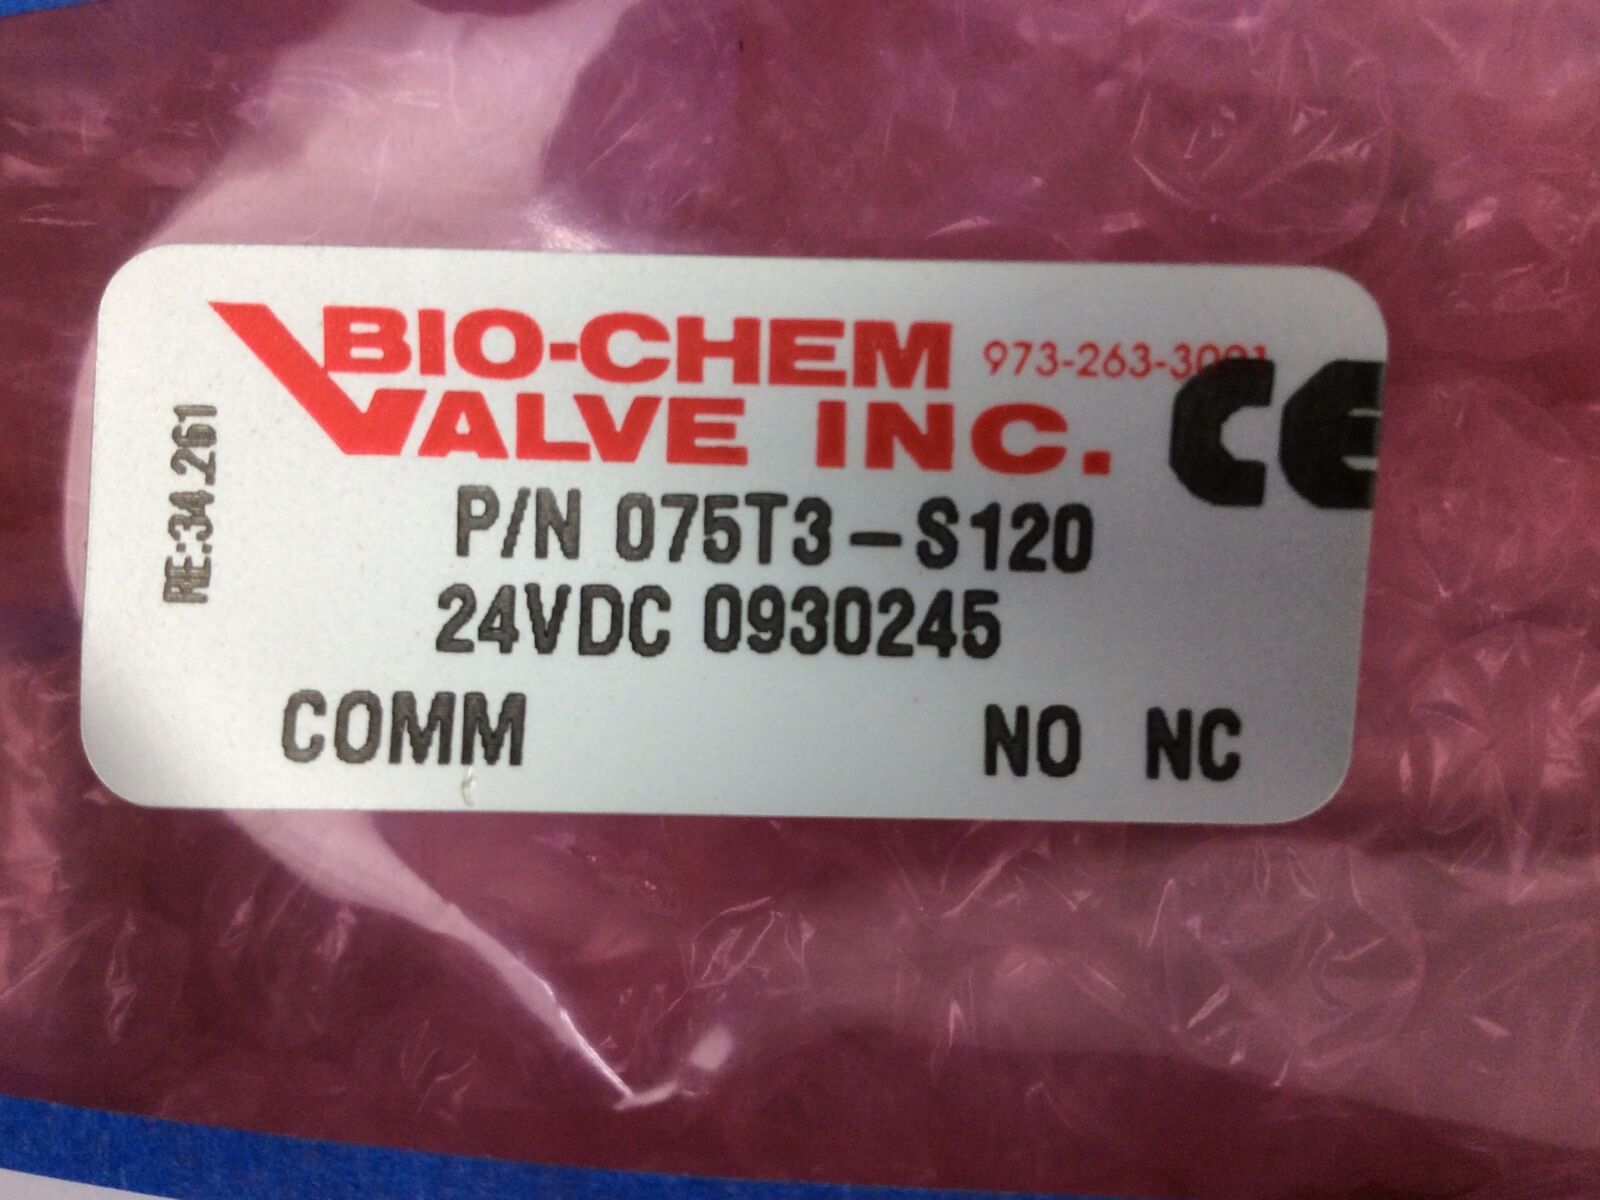 BIO-CHEM 973-263-3001
VALVE INC.
CE
RE:34.261
P/N 075T3-S120
24VDC 0930245
COMM NO NC